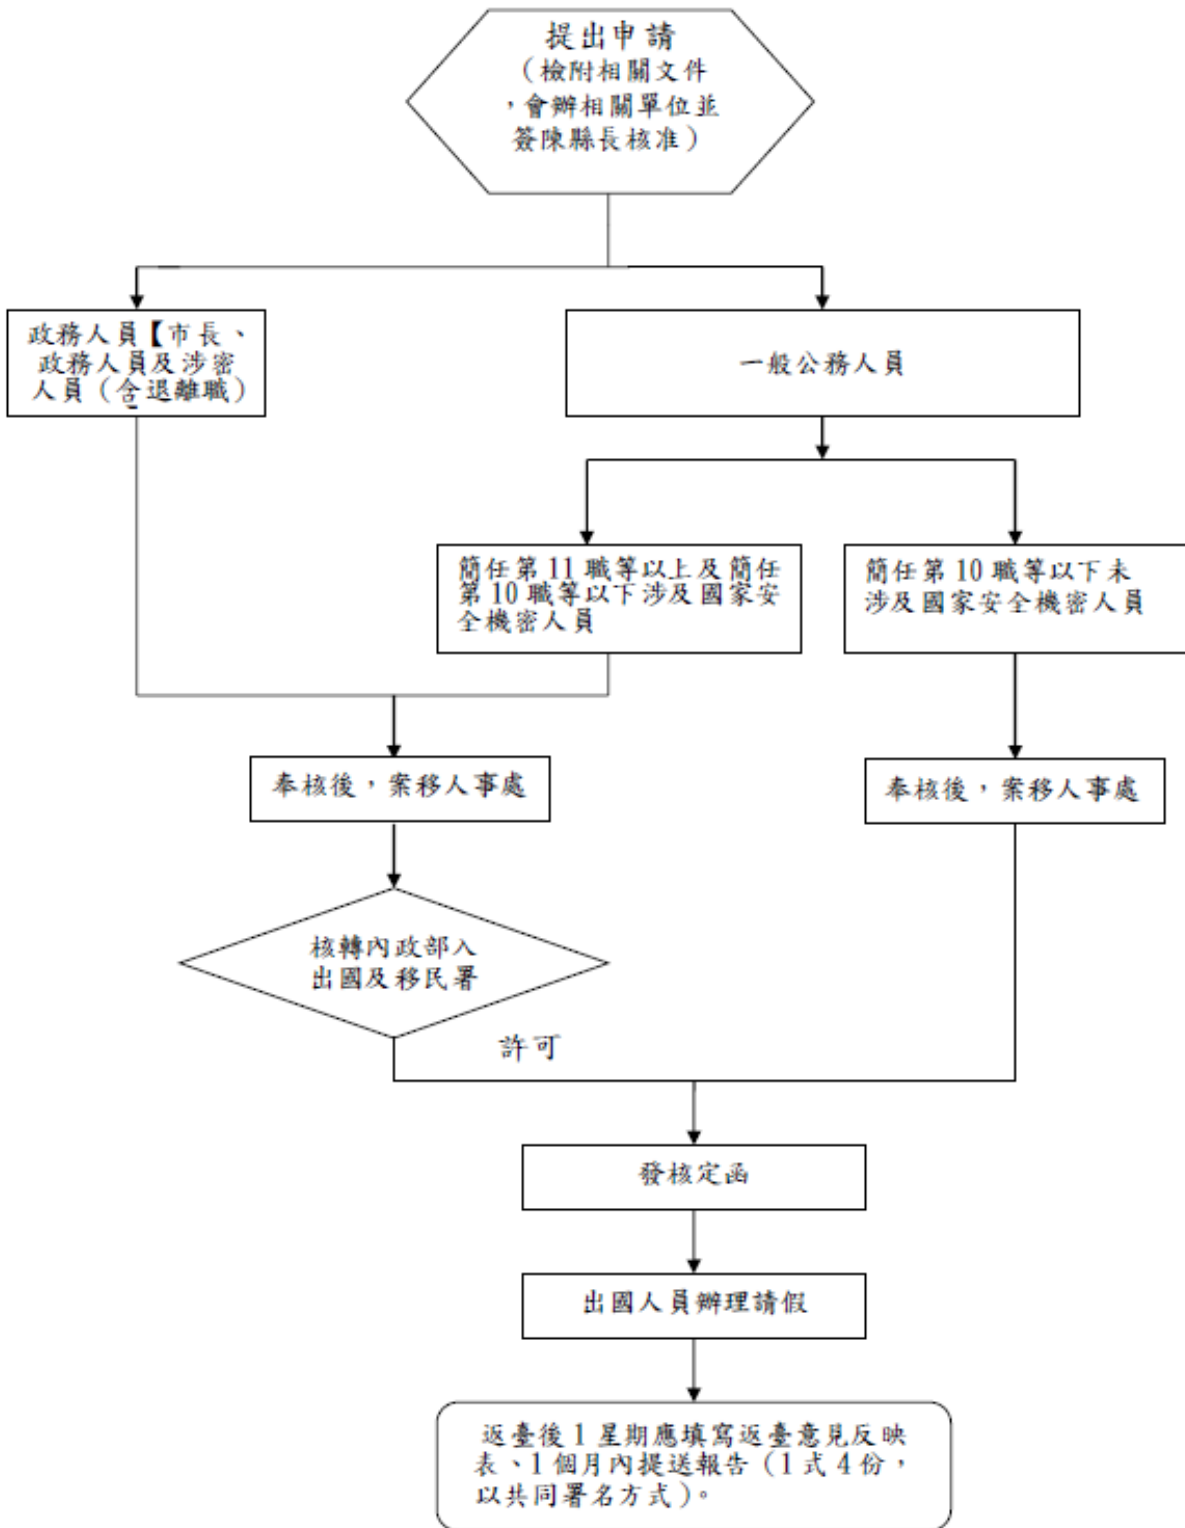 提出申請
（檢附相關文件
，會辦相關單位並
簽陳縣長核准）
政務人員【市長、
政務人員及涉密
人員（含退離職）
一般公務人員
簡任第 11 職等以上及簡任
第 10 職等以下涉及國家安
全機密人員
簡任第 10 職等以下未
涉及國家安全機密人員
奉核後，案移人事處
奉核後，案移人事處
核轉內政部入
出國及移民署
許可
發核定函
出國人員辦理請假
返臺後 1 星期應填寫返臺意見反映
表、1 個月內提送報告（1 式 4 份，
以共同署名方式）。